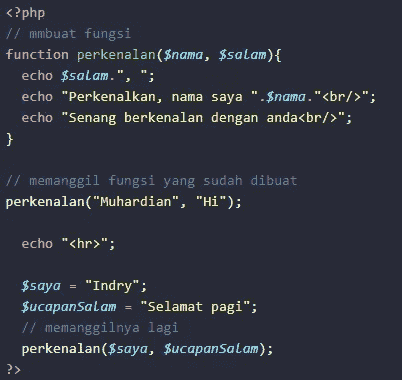 <?php
// mmbuat fungsi
function perkenalan($nama, $salam){
  echo $salam.", ";
  echo "Perkenalkan, nama saya ".$nama."<br/>";
  echo "Senang berkenalan dengan anda<br/>";
}

// memanggil fungsi yang sudah dibuat
perkenalan("Muhardian", "Hi");

  echo "<hr>";

  $saya = "Indry";
  $ucapanSalam = "Selamat pagi";
  // memanggilnya lagi
  perkenalan($saya, $ucapanSalam);
?>